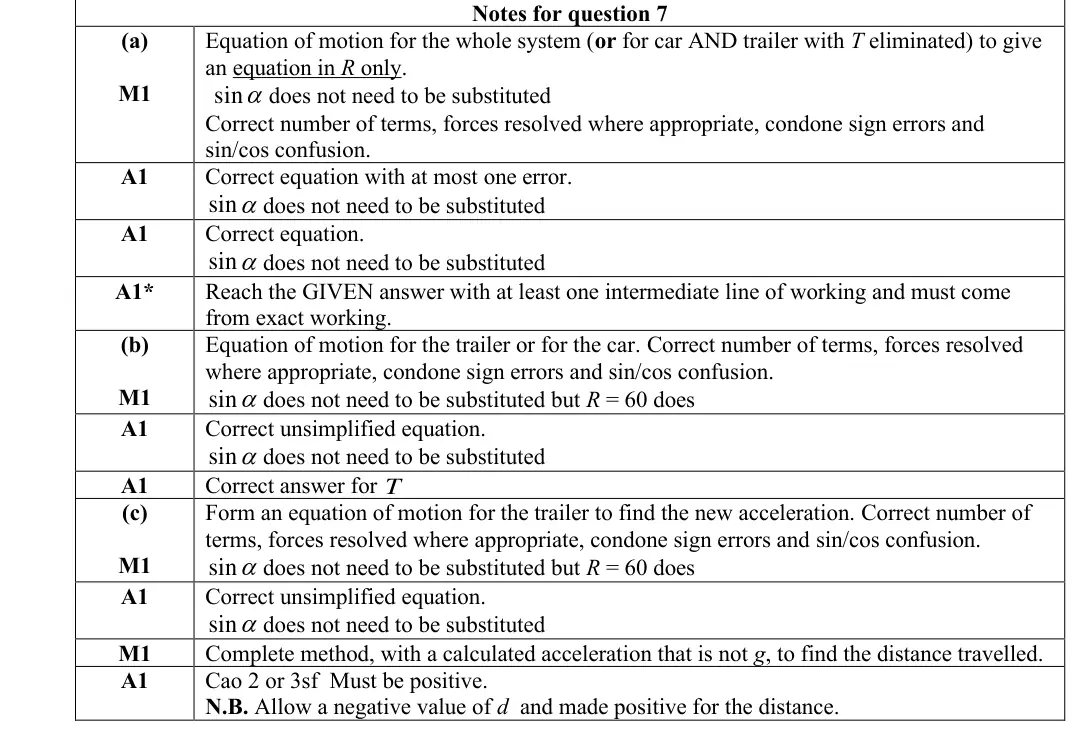 Notes for question 7
(a) Equation of motion for the whole system (or for car AND trailer with T eliminated) to give
an equation in R only.
M1 sin α does not need to be substituted
Correct number of terms, forces resolved where appropriate, condone sign errors and
sin/cos confusion.
A1 Correct equation with at most one error.
sin α does not need to be substituted
A1 Correct equation.
sin α does not need to be substituted
A1* Reach the GIVEN answer with at least one intermediate line of working and must come
from exact working.
(b) Equation of motion for the trailer or for the car. Correct number of terms, forces resolved
where appropriate, condone sign errors and sin/cos confusion.
M1 sin α does not need to be substituted but R = 60 does
A1 Correct unsimplified equation.
sin α does not need to be substituted
A1 Correct answer for T
(c) Form an equation of motion for the trailer to find the new acceleration. Correct number of
terms, forces resolved where appropriate, condone sign errors and sin/cos confusion.
M1 sin α does not need to be substituted but R = 60 does
A1 Correct unsimplified equation.
sin α does not need to be substituted
M1 Complete method, with a calculated acceleration that is not g, to find the distance travelled.
A1 Cao 2 or 3sf Must be positive.
N.B. Allow a negative value of d and made positive for the distance.